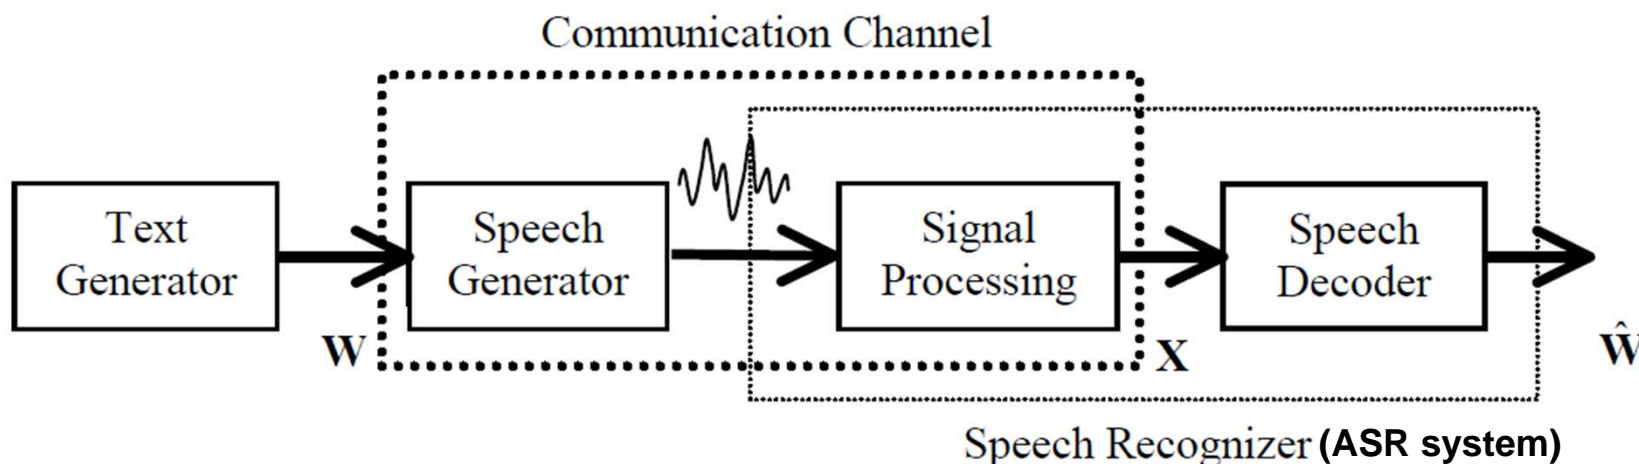 Communication Channel
Text
Generator
Speech
Generator
Signal
Processing
Speech
Decoder
W
X
Ŵ
Speech Recognizer (ASR system)